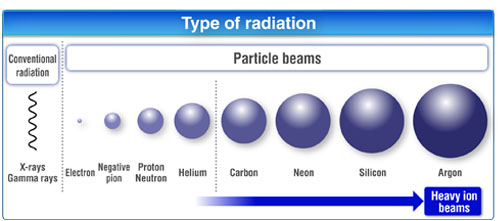 Type of radiation
Conventional
radiation
Particle beams
X-rays
Gamma rays
Electron
Negative
pion
Proton
Neutron
Helium
Carbon
Neon
Silicon
Argon
Heavy ion
beams